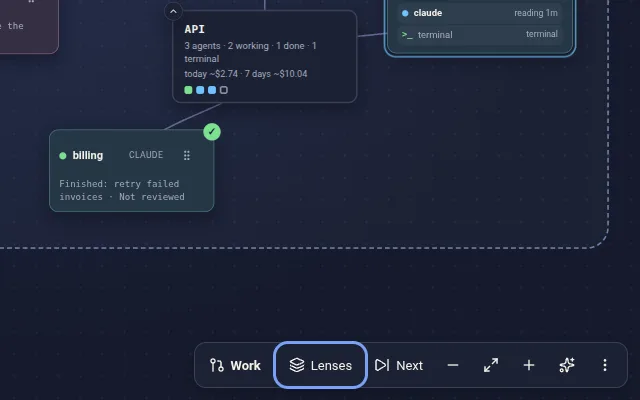 e the
API
3 agents · 2 working · 1 done · 1
terminal
today ~$2.74 · 7 days ~$10.04
claude reading 1m
>_ terminal terminal
billing CLAUDE
Finished: retry failed
invoices · Not reviewed
Work Lenses Next